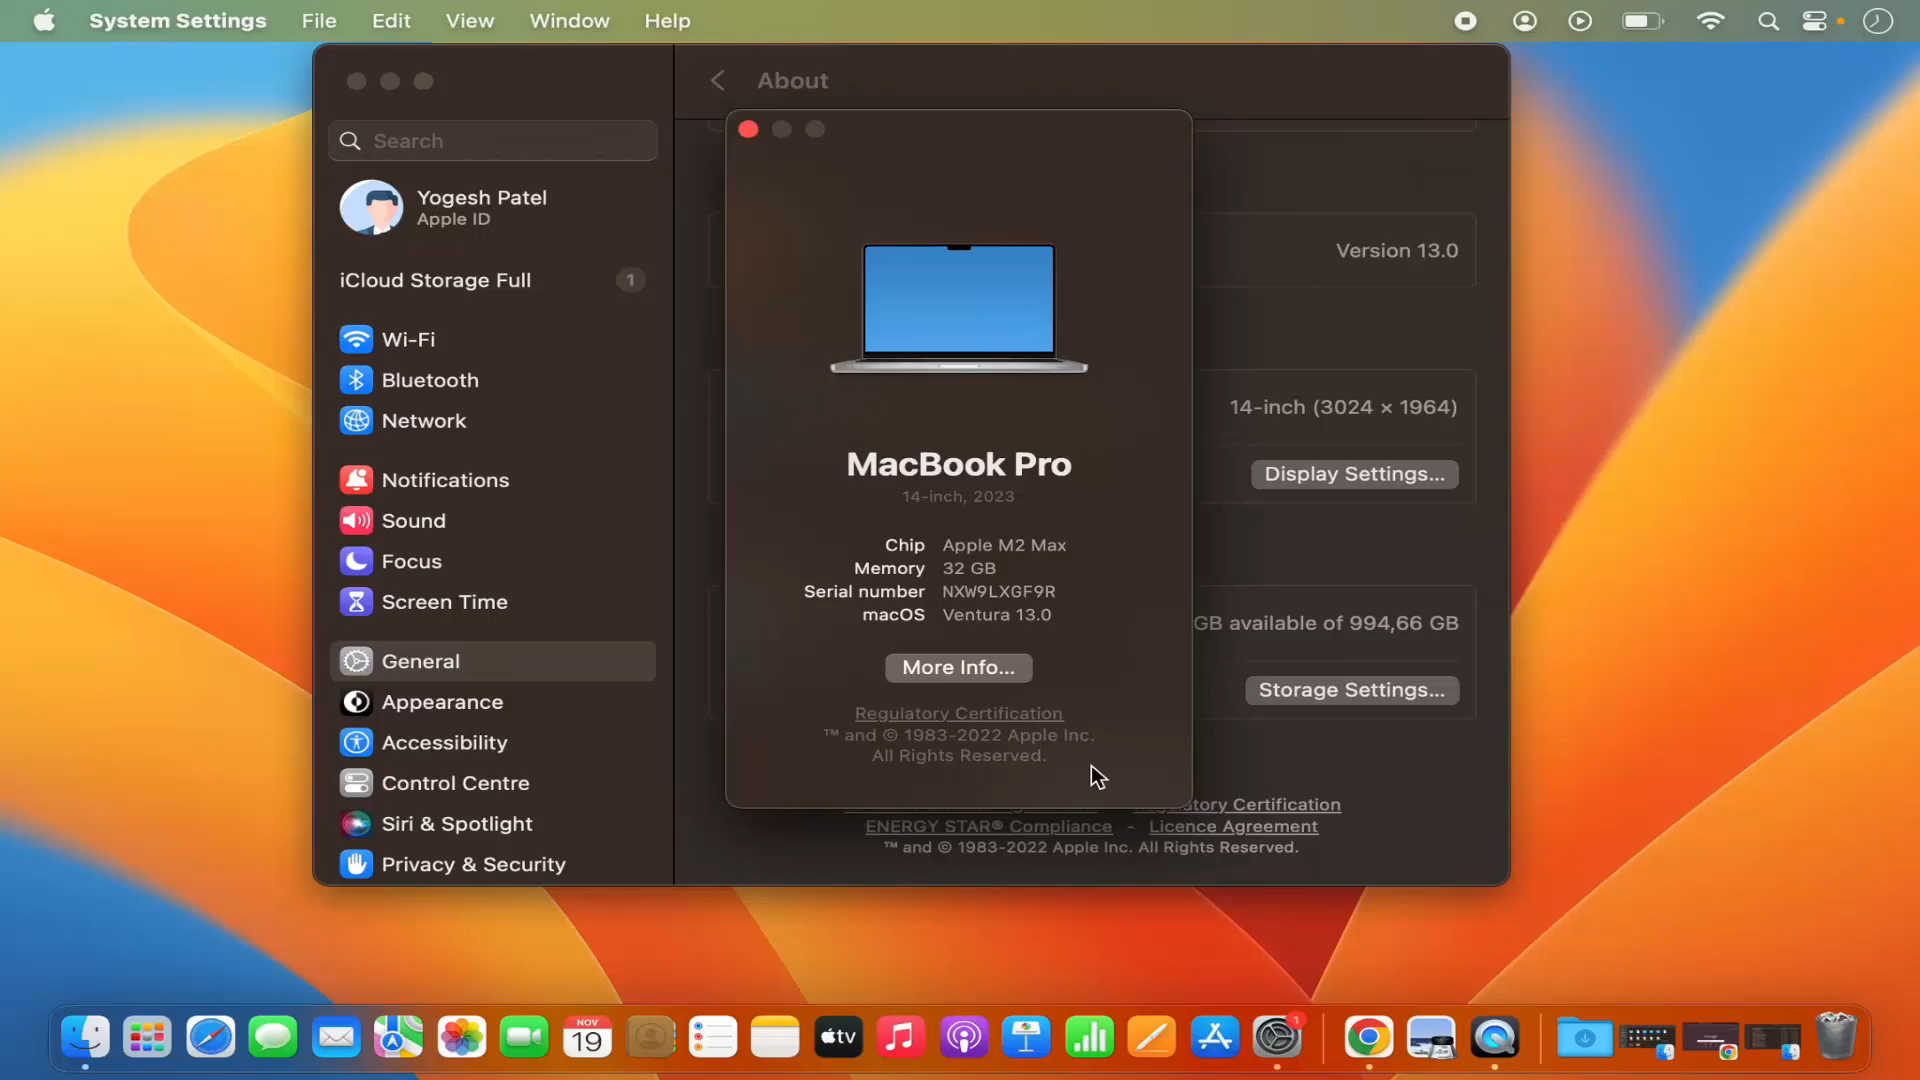 System Settings File Edit View Window Help
About
Search
Yogesh Patel
Apple ID
iCloud Storage Full 1
Wi-Fi
Bluetooth
Network
Notifications
Sound
Focus
Screen Time
General
Appearance
Accessibility
Control Centre
Siri & Spotlight
Privacy & Security
Version 13.0
14-inch (3024 × 1964)
Display Settings...
GB available of 994,66 GB
Storage Settings...
MacBook Pro
14-inch, 2023
Chip Apple M2 Max
Memory 32 GB
Serial number NXW9LXGF9R
macOS Ventura 13.0
More Info...
Regulatory Certification
™ and © 1983-2022 Apple Inc.
All Rights Reserved.
Certification
ENERGY STAR® Compliance - Licence Agreement
™ and © 1983-2022 Apple Inc. All Rights Reserved.
NOV
19
tv
1